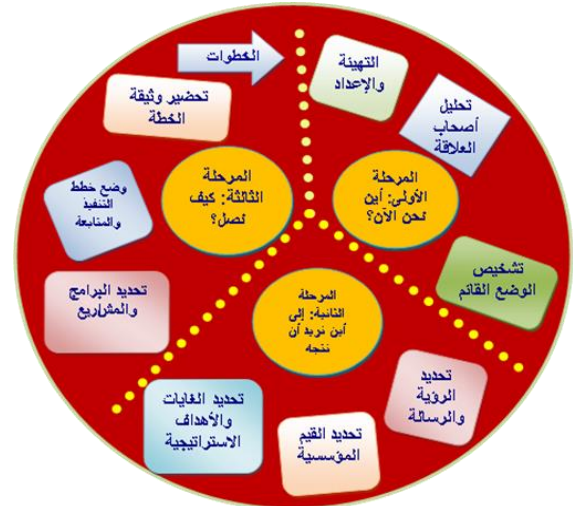 الخطوات
التهيئة
والإعداد
تحليل
أصحاب
العلاقة
تشخيص
الوضع القائم
المرحلة
الأولى: أين
نحن الآن؟
تحديد
الرؤية
والرسالة
تحديد القيم
المؤسسية
تحديد الغايات
والأهداف
الاستراتيجية
المرحلة
الثانية: إلى
أين نريد أن
نتجه
تحديد البرامج
والمشاريع
وضع خطط
التنفيذ
والمتابعة
تحضير وثيقة
الخطة
المرحلة
الثالثة: كيف
نصل؟